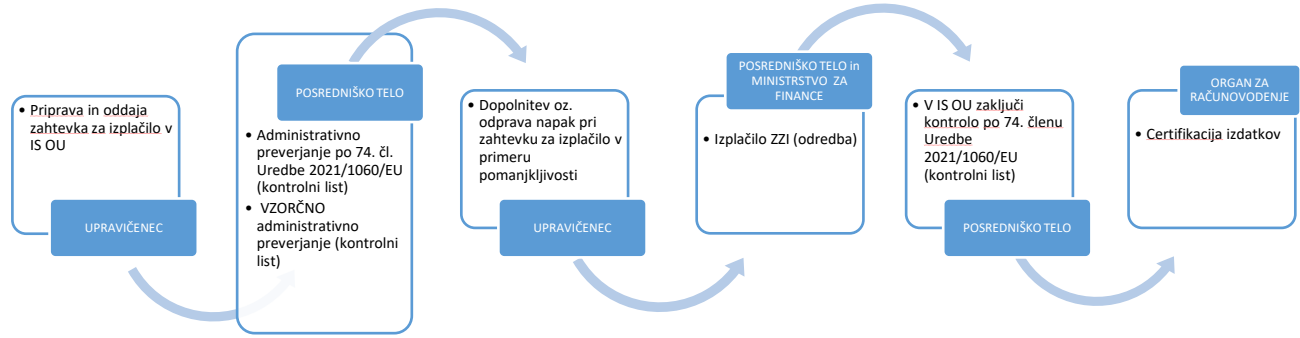 • Priprava in oddaja
zahtevka za izplačilo v
IS OU
UPRAVIČENEC
POSREDNIŠKO TELO
• Administrativno
preverjanje po 74. čl.
Uredbe 2021/1060/EU
(kontrolni list)
• VZORČNO
administrativno
preverjanje (kontrolni
list)
• Dopolnitev oz.
odprava napak pri
zahtevku za izplačilo v
primeru
pomanjkljivosti
UPRAVIČENEC
POSREDNIŠKO TELO in
MINISTRSTVO ZA
FINANCE
• Izplačilo ZZI (odredba)
• V IS OU zaključi
kontrolo po 74. členu
Uredbe
2021/1060/EU
(kontrolni list)
POSREDNIŠKO TELO
ORGAN ZA
RAČUNOVODENJE
• Certifikacija izdatkov